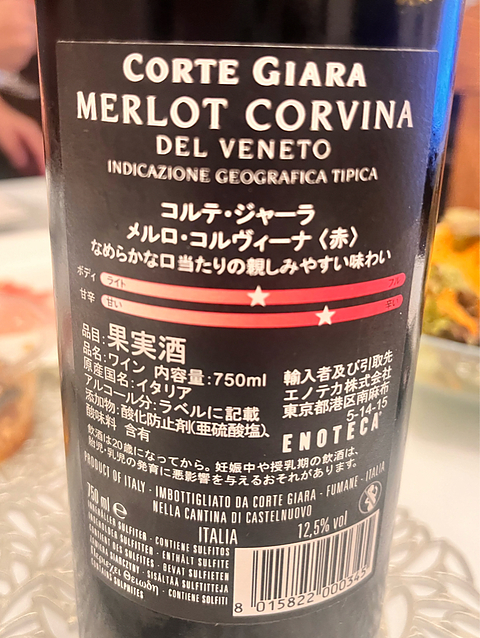 CORTE GIARA
MERLOT CORVINA
DEL VENETO
INDICAZIONE GEOGRAFICA TIPICA
コルテ・ジャーラ
メルロ・コルヴィーナ〈赤〉
なめらかな口当たりの親しみやすい味わい
ボディ ライト フル
甘辛 甘い 辛い
品目:果実酒
品名:ワイン 内容量:750ml
原産国名:イタリア
アルコール分:ラベルに記載
添加物:酸化防止剤(亜硫酸塩)、
酸味料 含有
輸入者及び引取先
エノテカ株式会社
東京都港区南麻布
5-14-15
ENOTECA
飲酒は20歳になってから。妊娠中や授乳期の飲酒は、
胎児・乳児の発育に悪影響を与えるおそれがあります。
PRODUCT OF ITALY - IMBOTTIGLIATO DA CORTE GIARA - FUMANE - ITALIA
NELLA CANTINA DI CASTELNUOVO
ITALIA
750 ml e
12,5% vol
SULFITER - CONTIENE SULFITOS
SULFITTER - ENTHÄLT SULFITE
CONTIENT DES SULFITES - BEVAT SULFIETEN
SIARCZYNY - SISÄLTÄÄ SULFIITTEJA
Περιέχει Θειώδη - CONTIENE SOLFITI
CONTAINS SULPHITES
8 015822 000345